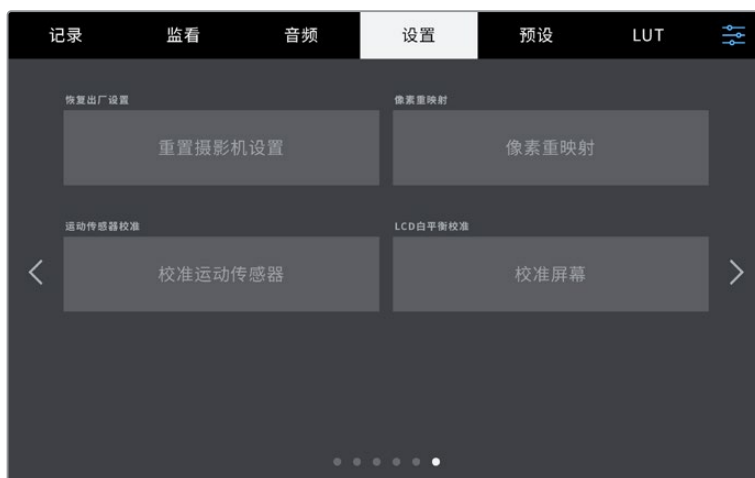 记录 监看 音频 设置 预设 LUT
恢复出厂设置 像素重映射
重置摄影机设置 像素重映射
运动传感器校准 LCD白平衡校准
校准运动传感器 校准屏幕